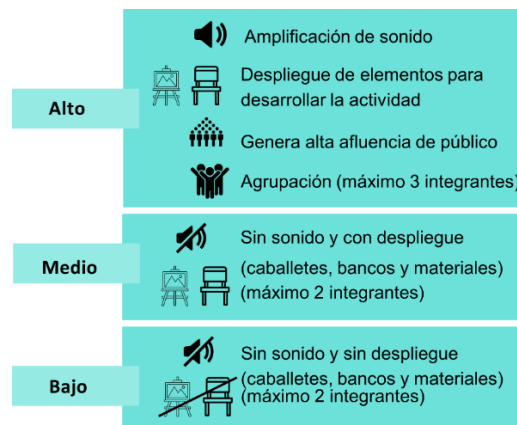 Alto
Amplificación de sonido
Despliegue de elementos para
desarrollar la actividad
Genera alta afluencia de público
Agrupación (máximo 3 integrantes)
Medio
Sin sonido y con despliegue
(caballetes, bancos y materiales)
(máximo 2 integrantes)
Bajo
Sin sonido y sin despliegue
(caballetes, bancos y materiales)
(máximo 2 integrantes)